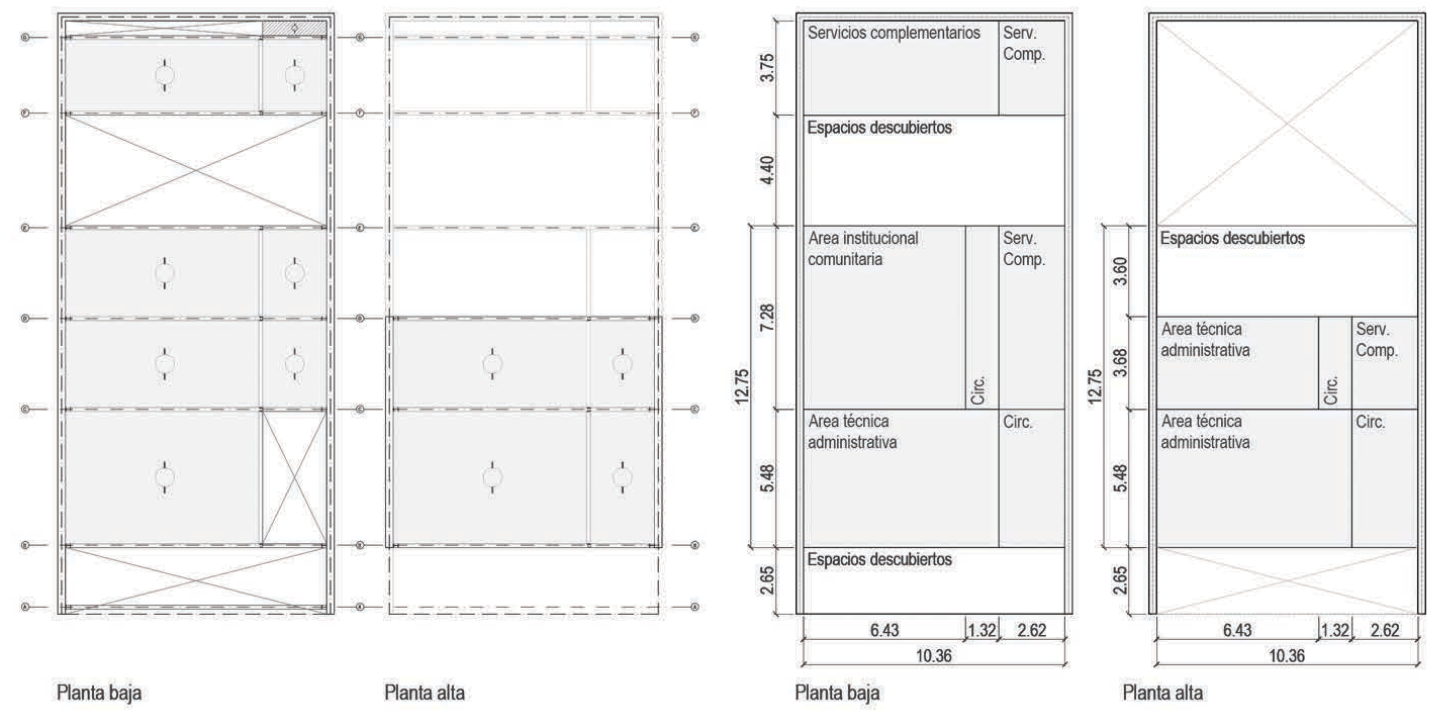 Servicios complementarios
Serv.
Comp.
3.75
Espacios descubiertos
4.40
Area institucional
comunitaria
Serv.
Comp.
7.28
12.75
Circ.
Area técnica
administrativa
Circ.
5.48
Espacios descubiertos
2.65
6.43 1.32 2.62
10.36
Espacios descubiertos
3.60
Area técnica
administrativa
Serv.
Comp.
3.68
12.75
Circ.
Area técnica
administrativa
Circ.
5.48
2.65
6.43 1.32 2.62
10.36
Planta baja
Planta alta
Planta baja
Planta alta